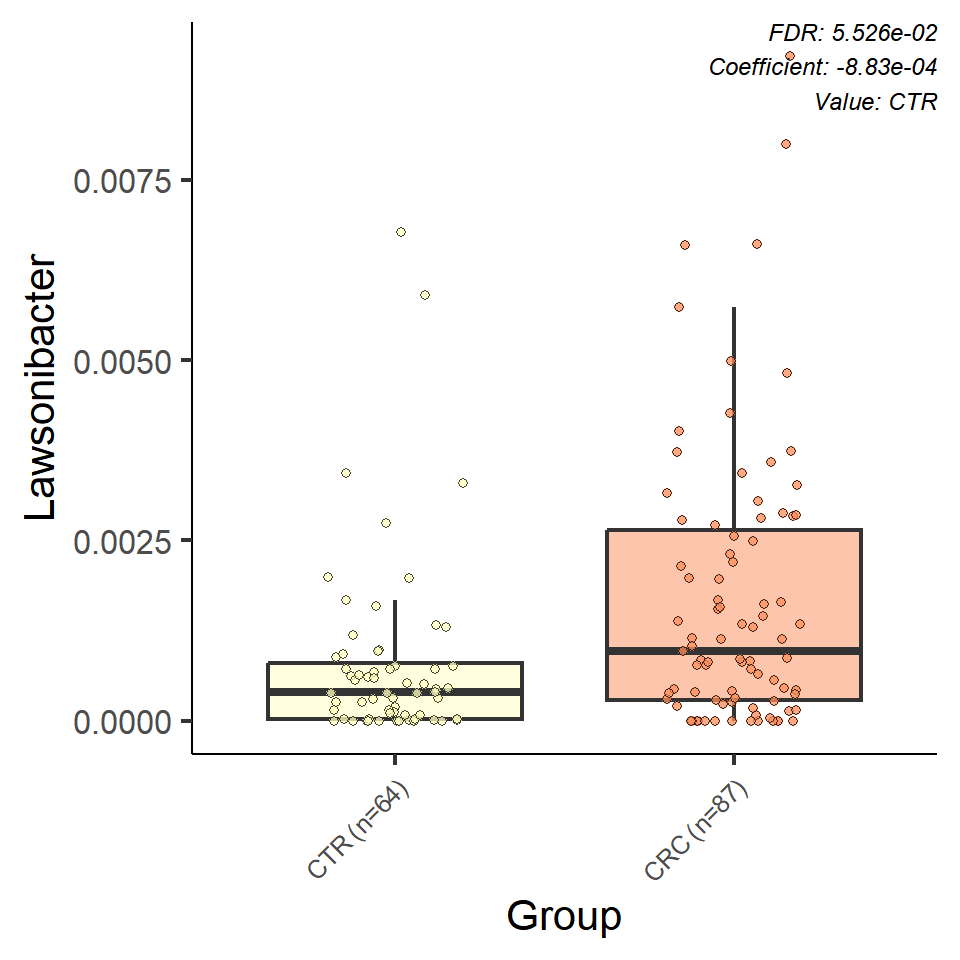 FDR: 5.526e-02
Coefficient: -8.83e-04
Value: CTR
Lawsonibacter
0.0075
0.0050
0.0025
0.0000
CTR (n=64)
CRC (n=87)
Group